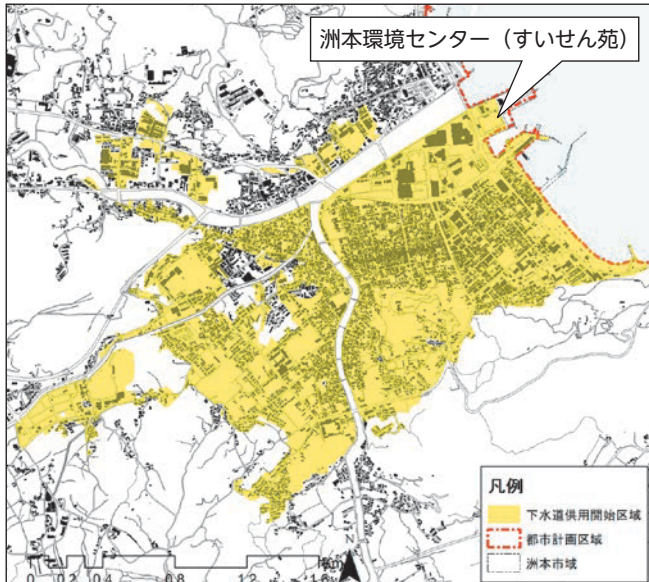 洲本環境センター（すいせん苑）
凡例
下水道供用開始区域
都市計画区域
洲本市域
N
0 0.2 0.4 0.8 1.2